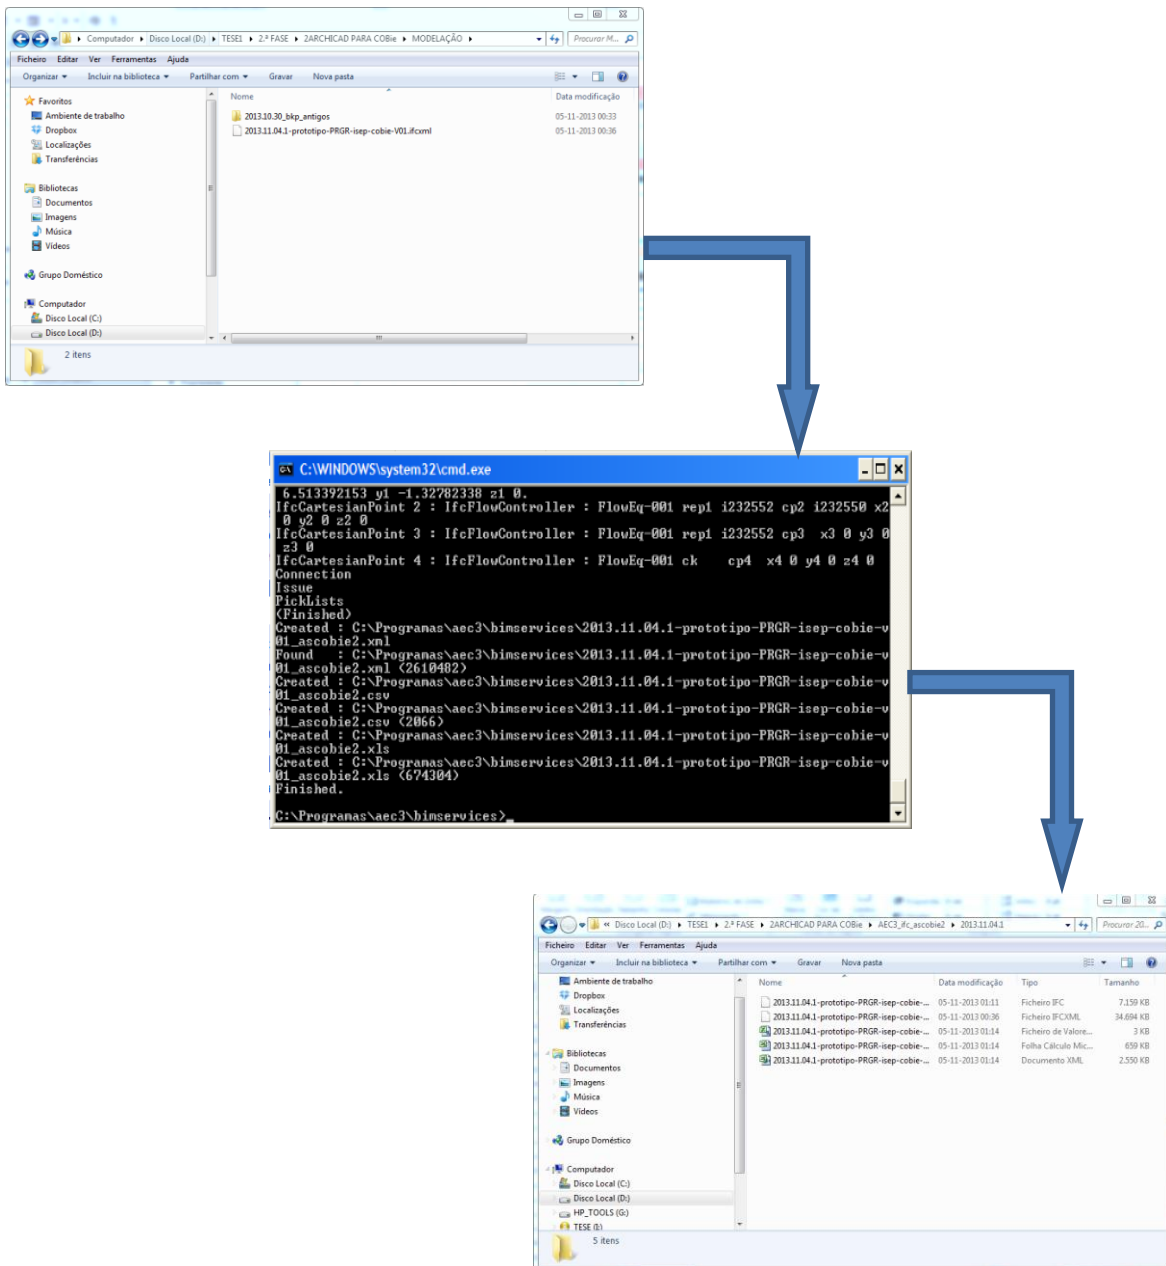 Computador ▸ Disco Local (D:) ▸ TESE1 ▸ 2.ª FASE ▸ 2ARCHICAD PARA COBie ▸ MODELAÇÃO ▸
Procurar M...
Ficheiro Editar Ver Ferramentas Ajuda
Organizar Incluir na biblioteca Partilhar com Gravar Nova pasta
Nome Data modificação
Favoritos
Ambiente de trabalho
Dropbox
Localizações
Transferências
Bibliotecas
Documentos
Imagens
Música
Vídeos
Grupo Doméstico
Computador
Disco Local (C:)
Disco Local (D:)
2013.10.30_bkp_antigos 05-11-2013 00:33
2013.11.04.1-prototipo-PRGR-isep-cobie-V01.ifcxml 05-11-2013 00:36
2 itens
C:\WINDOWS\system32\cmd.exe
6.513392153 y1 -1.32782338 z1 0.
IfcCartesianPoint 2 : IfcFlowController : FlowEq-001 rep1 i232552 cp2 i232550 x2
0 y2 0 z2 0
IfcCartesianPoint 3 : IfcFlowController : FlowEq-001 rep1 i232552 cp3 x3 0 y3 0
z3 0
IfcCartesianPoint 4 : IfcFlowController : FlowEq-001 ck cp4 x4 0 y4 0 z4 0
Connection
Issue
PickLists
(Finished)
Created : C:\Programas\aec3\bimservices\2013.11.04.1-prototipo-PRGR-isep-cobie-v
01_ascobie2.xml
Found : C:\Programas\aec3\bimservices\2013.11.04.1-prototipo-PRGR-isep-cobie-v
01_ascobie2.xml (2610482)
Created : C:\Programas\aec3\bimservices\2013.11.04.1-prototipo-PRGR-isep-cobie-v
01_ascobie2.csv
Created : C:\Programas\aec3\bimservices\2013.11.04.1-prototipo-PRGR-isep-cobie-v
01_ascobie2.csv (2066)
Created : C:\Programas\aec3\bimservices\2013.11.04.1-prototipo-PRGR-isep-cobie-v
01_ascobie2.xls
Created : C:\Programas\aec3\bimservices\2013.11.04.1-prototipo-PRGR-isep-cobie-v
01_ascobie2.xls (674304)
Finished.
C:\Programas\aec3\bimservices>_
« Disco Local (D:) ▸ TESE1 ▸ 2.ª FASE ▸ 2ARCHICAD PARA COBie ▸ AEC3_ifc_ascobie2 ▸ 2013.11.04.1
Procurar 20...
Ficheiro Editar Ver Ferramentas Ajuda
Organizar Incluir na biblioteca Partilhar com Gravar Nova pasta
Nome Data modificação Tipo Tamanho
Ambiente de trabalho
Dropbox
Localizações
Transferências
Bibliotecas
Documentos
Imagens
Música
Vídeos
Grupo Doméstico
Computador
Disco Local (C:)
Disco Local (D:)
HP_TOOLS (G:)
TESE (I:)
2013.11.04.1-prototipo-PRGR-isep-cobie-... 05-11-2013 01:11 Ficheiro IFC 7.159 KB
2013.11.04.1-prototipo-PRGR-isep-cobie-... 05-11-2013 00:36 Ficheiro IFCXML 34.694 KB
2013.11.04.1-prototipo-PRGR-isep-cobie-... 05-11-2013 01:14 Ficheiro de Valore... 3 KB
2013.11.04.1-prototipo-PRGR-isep-cobie-... 05-11-2013 01:14 Folha Cálculo Mic... 659 KB
2013.11.04.1-prototipo-PRGR-isep-cobie-... 05-11-2013 01:14 Documento XML 2.550 KB
5 itens